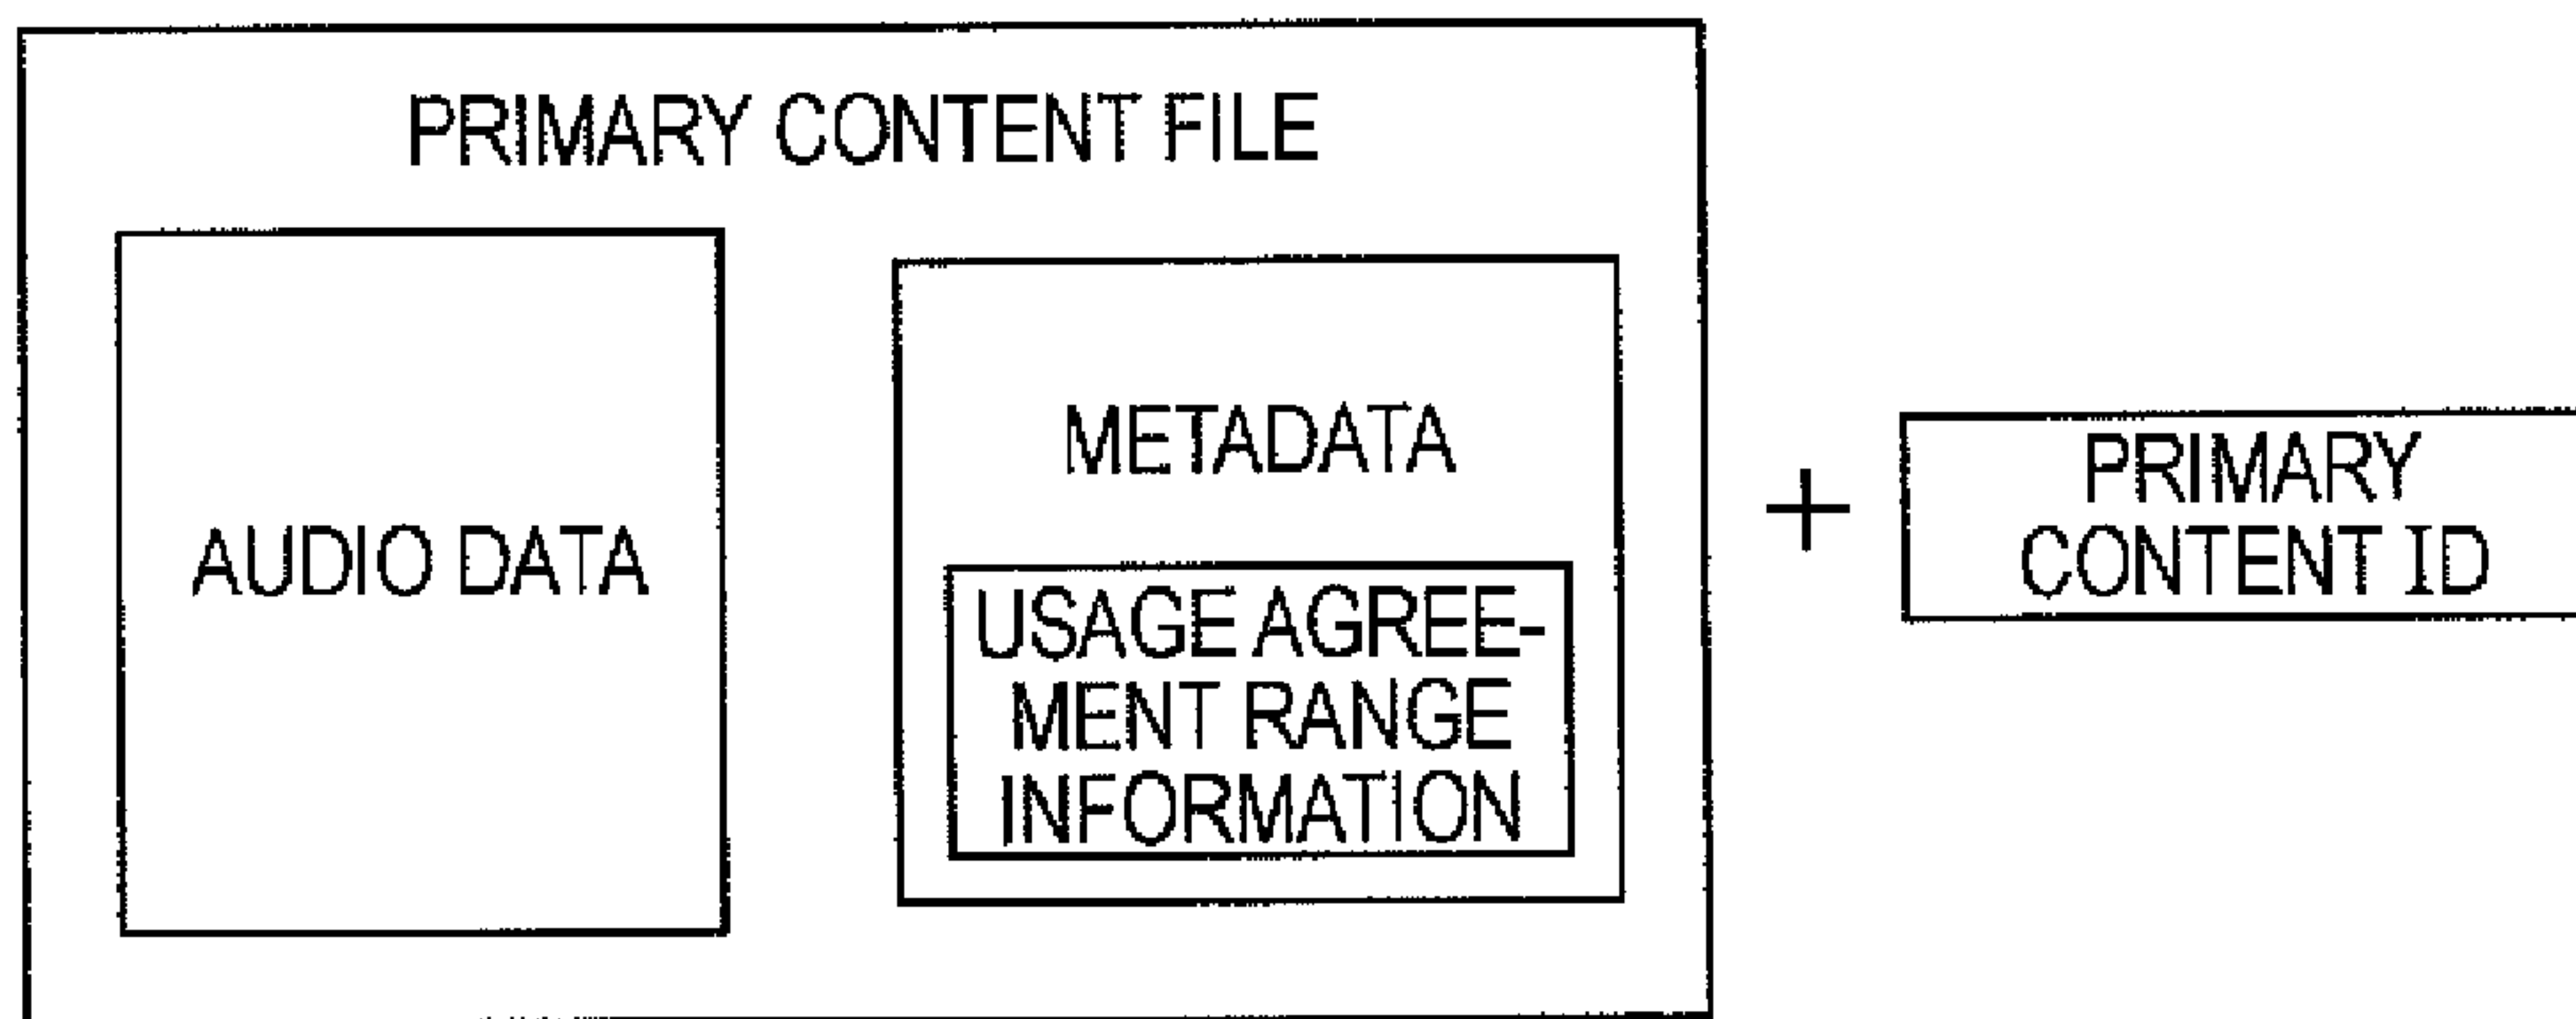 PRIMARY CONTENT FILE
AUDIO DATA
METADATA
USAGE AGREE-
MENT RANGE
INFORMATION
+
PRIMARY
CONTENT ID